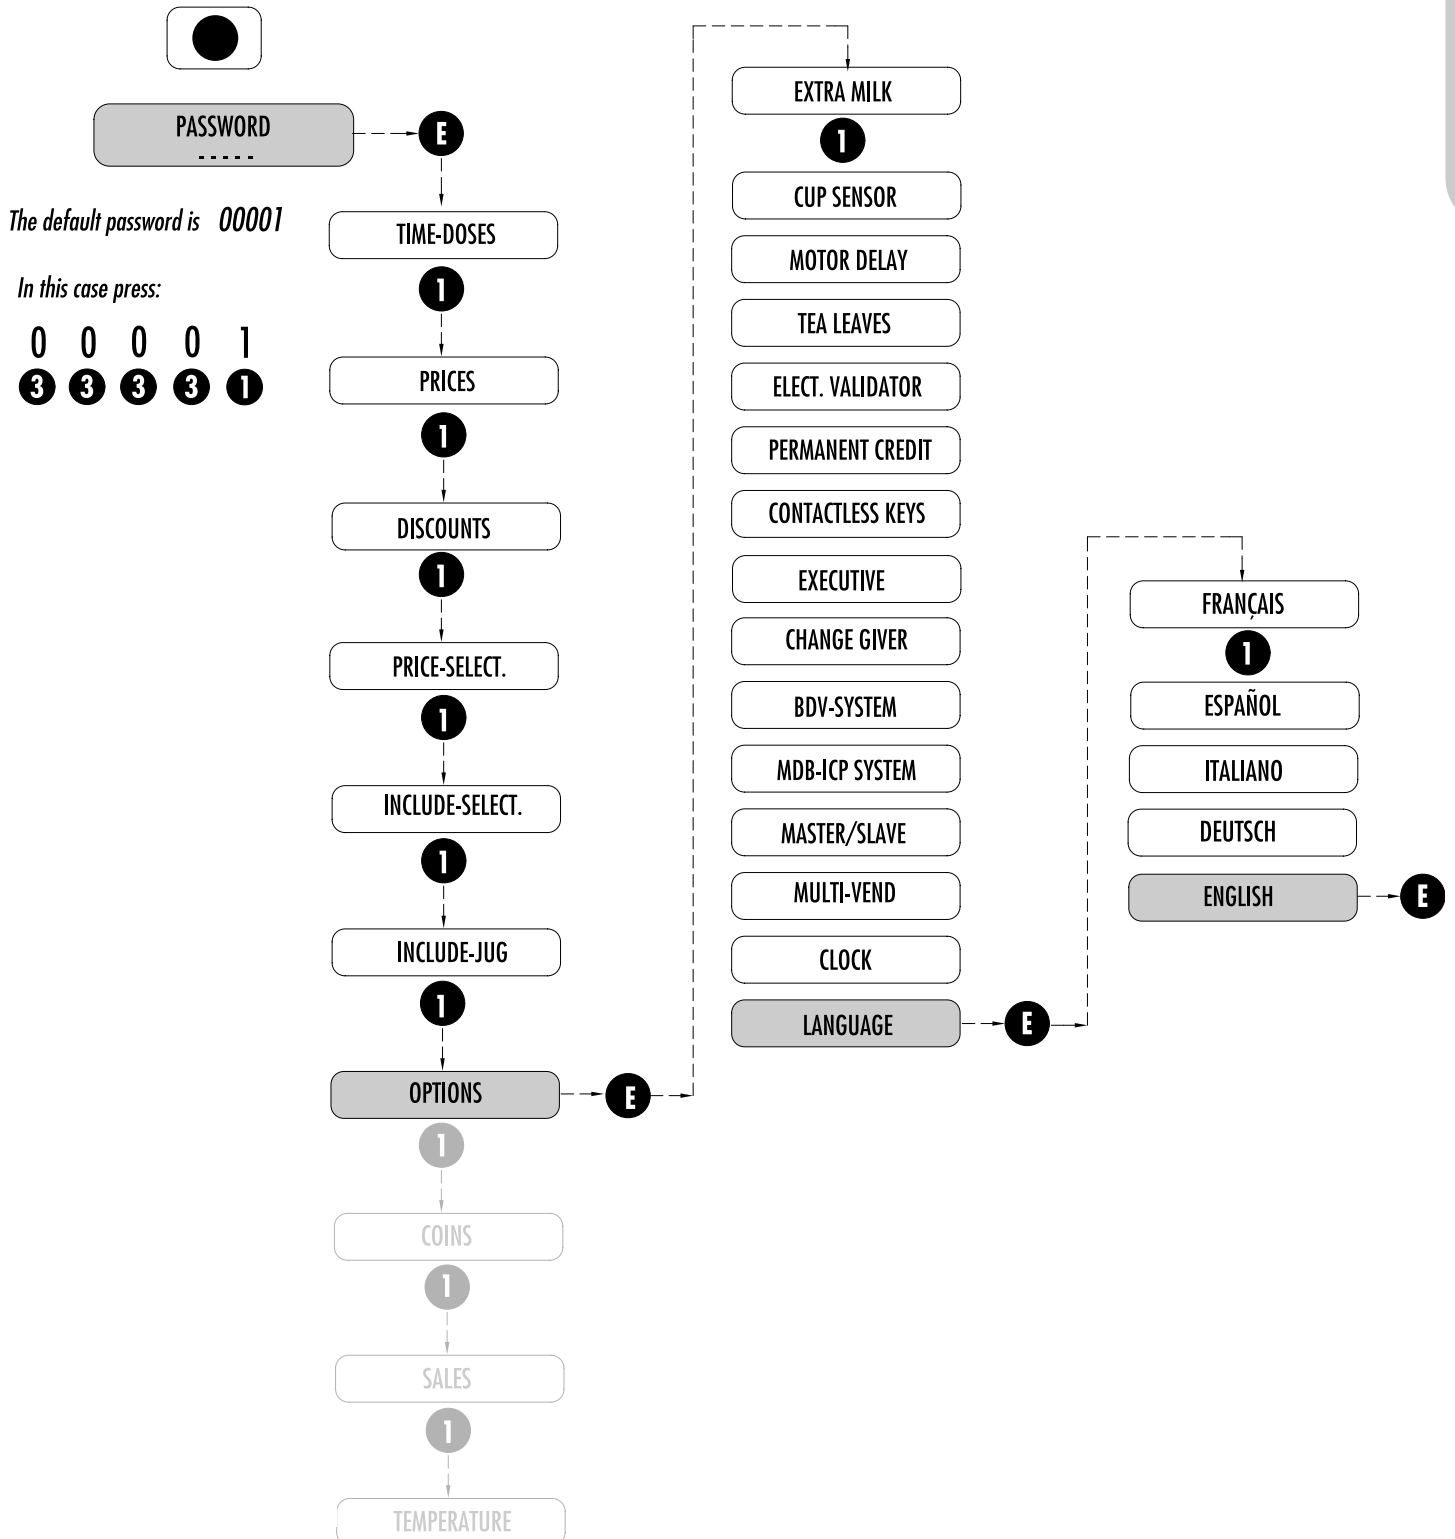 PASSWORD
- - - - -
E
The default password is 00001
In this case press:
0 0 0 0 1
3 3 3 3 1
TIME-DOSES
1
PRICES
1
DISCOUNTS
1
PRICE-SELECT.
1
INCLUDE-SELECT.
1
INCLUDE-JUG
1
OPTIONS
E
1
COINS
1
SALES
1
TEMPERATURE
EXTRA MILK
1
CUP SENSOR
MOTOR DELAY
TEA LEAVES
ELECT. VALIDATOR
PERMANENT CREDIT
CONTACTLESS KEYS
EXECUTIVE
CHANGE GIVER
BDV-SYSTEM
MDB-ICP SYSTEM
MASTER/SLAVE
MULTI-VEND
CLOCK
LANGUAGE
E
FRANÇAIS
1
ESPAÑOL
ITALIANO
DEUTSCH
ENGLISH
E